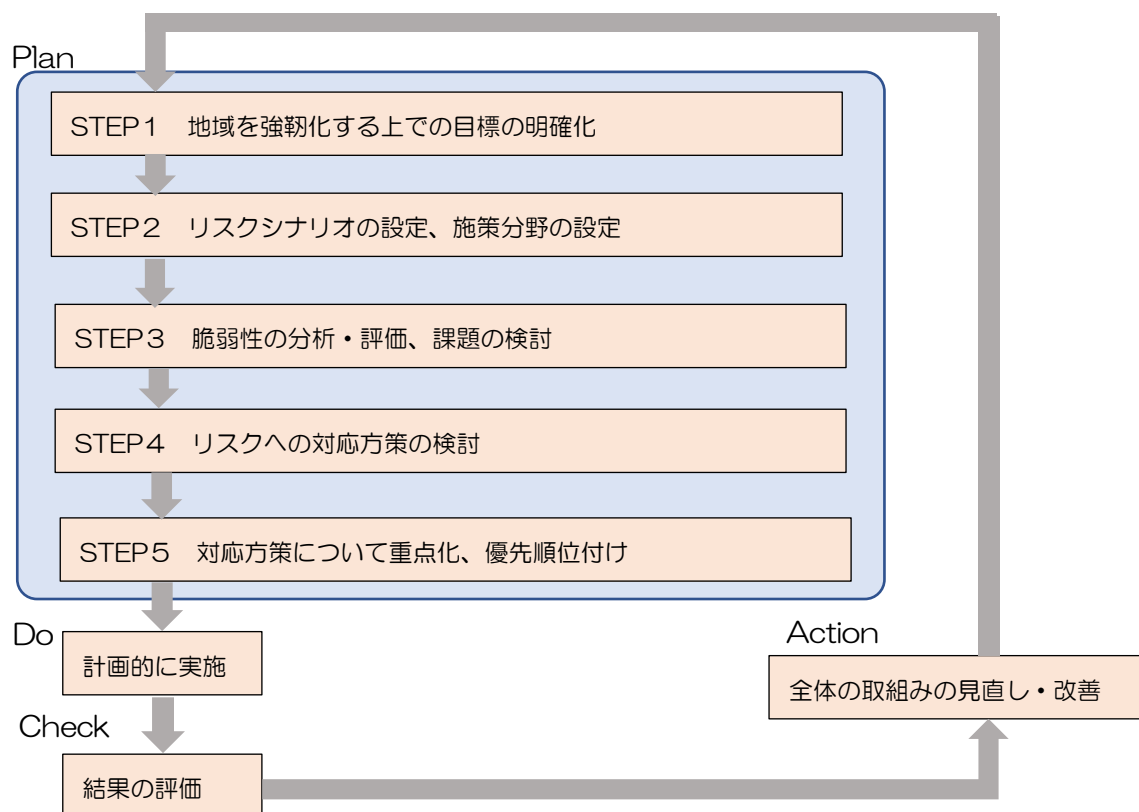 Plan
STEP１　地域を強靭化する上での目標の明確化
STEP２　リスクシナリオの設定、施策分野の設定
STEP３　脆弱性の分析・評価、課題の検討
STEP４　リスクへの対応方策の検討
STEP５　対応方策について重点化、優先順位付け
Do
計画的に実施
Action
全体の取組みの見直し・改善
Check
結果の評価